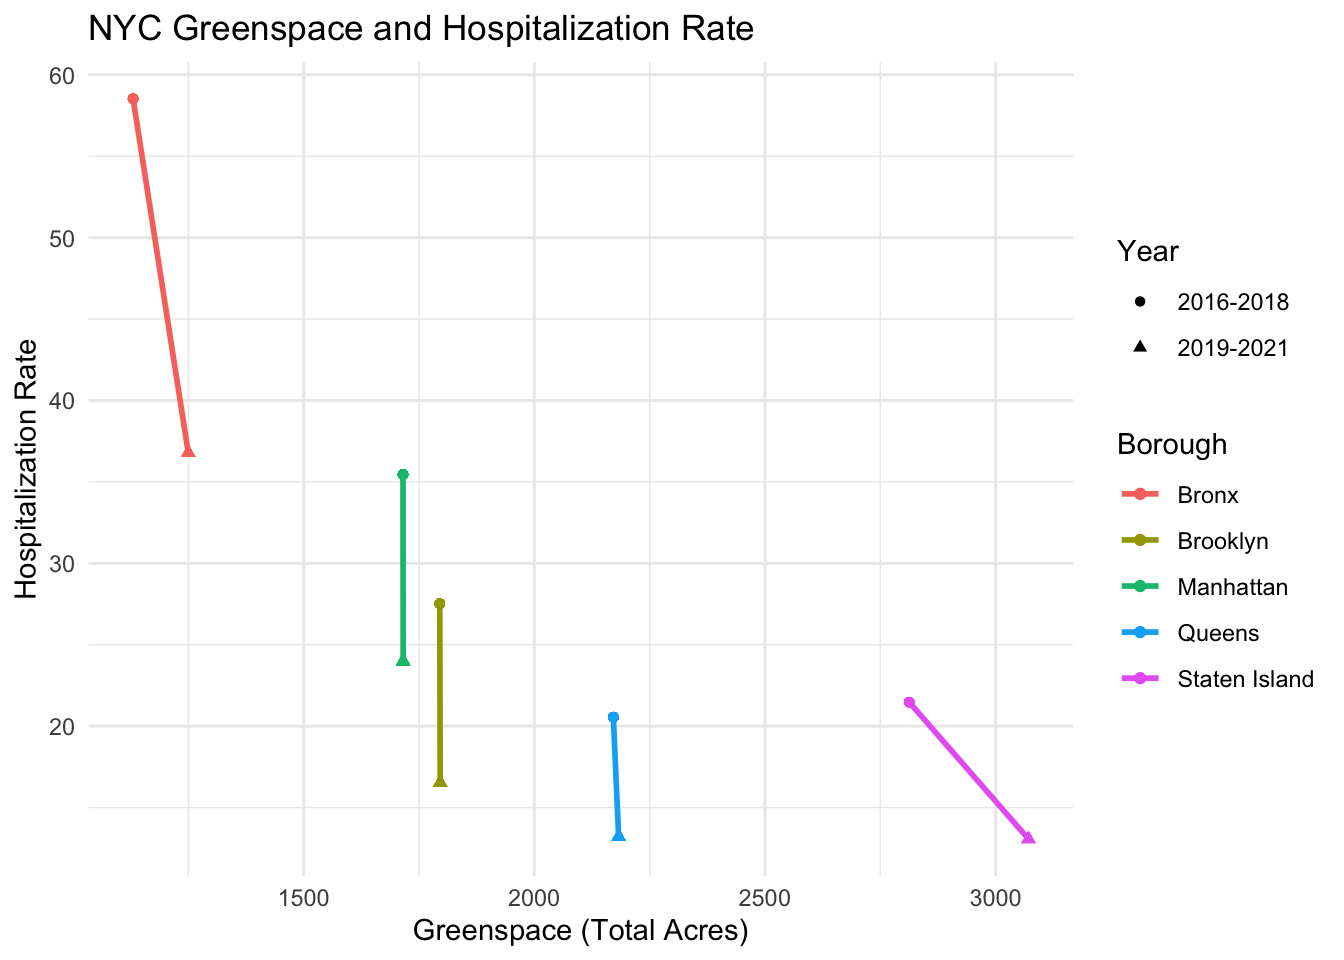 NYC Greenspace and Hospitalization Rate
60
50
40
30
20
Hospitalization Rate
1500
2000
2500
3000
Greenspace (Total Acres)
Year
2016-2018
2019-2021
Borough
Bronx
Brooklyn
Manhattan
Queens
Staten Island